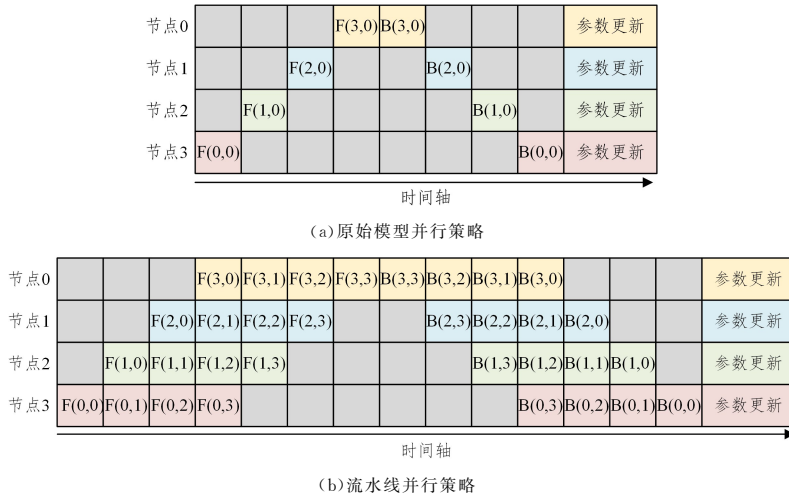 节点0 F(3,0) B(3,0) 参数更新
节点1 F(2,0) B(2,0) 参数更新
节点2 F(1,0) B(1,0) 参数更新
节点3 F(0,0) B(0,0) 参数更新
时间轴
(a)原始模型并行策略
节点0 F(3,0) F(3,1) F(3,2) F(3,3) B(3,3) B(3,2) B(3,1) B(3,0) 参数更新
节点1 F(2,0) F(2,1) F(2,2) F(2,3) B(2,3) B(2,2) B(2,1) B(2,0) 参数更新
节点2 F(1,0) F(1,1) F(1,2) F(1,3) B(1,3) B(1,2) B(1,1) B(1,0) 参数更新
节点3 F(0,0) F(0,1) F(0,2) F(0,3) B(0,3) B(0,2) B(0,1) B(0,0) 参数更新
时间轴
(b)流水线并行策略